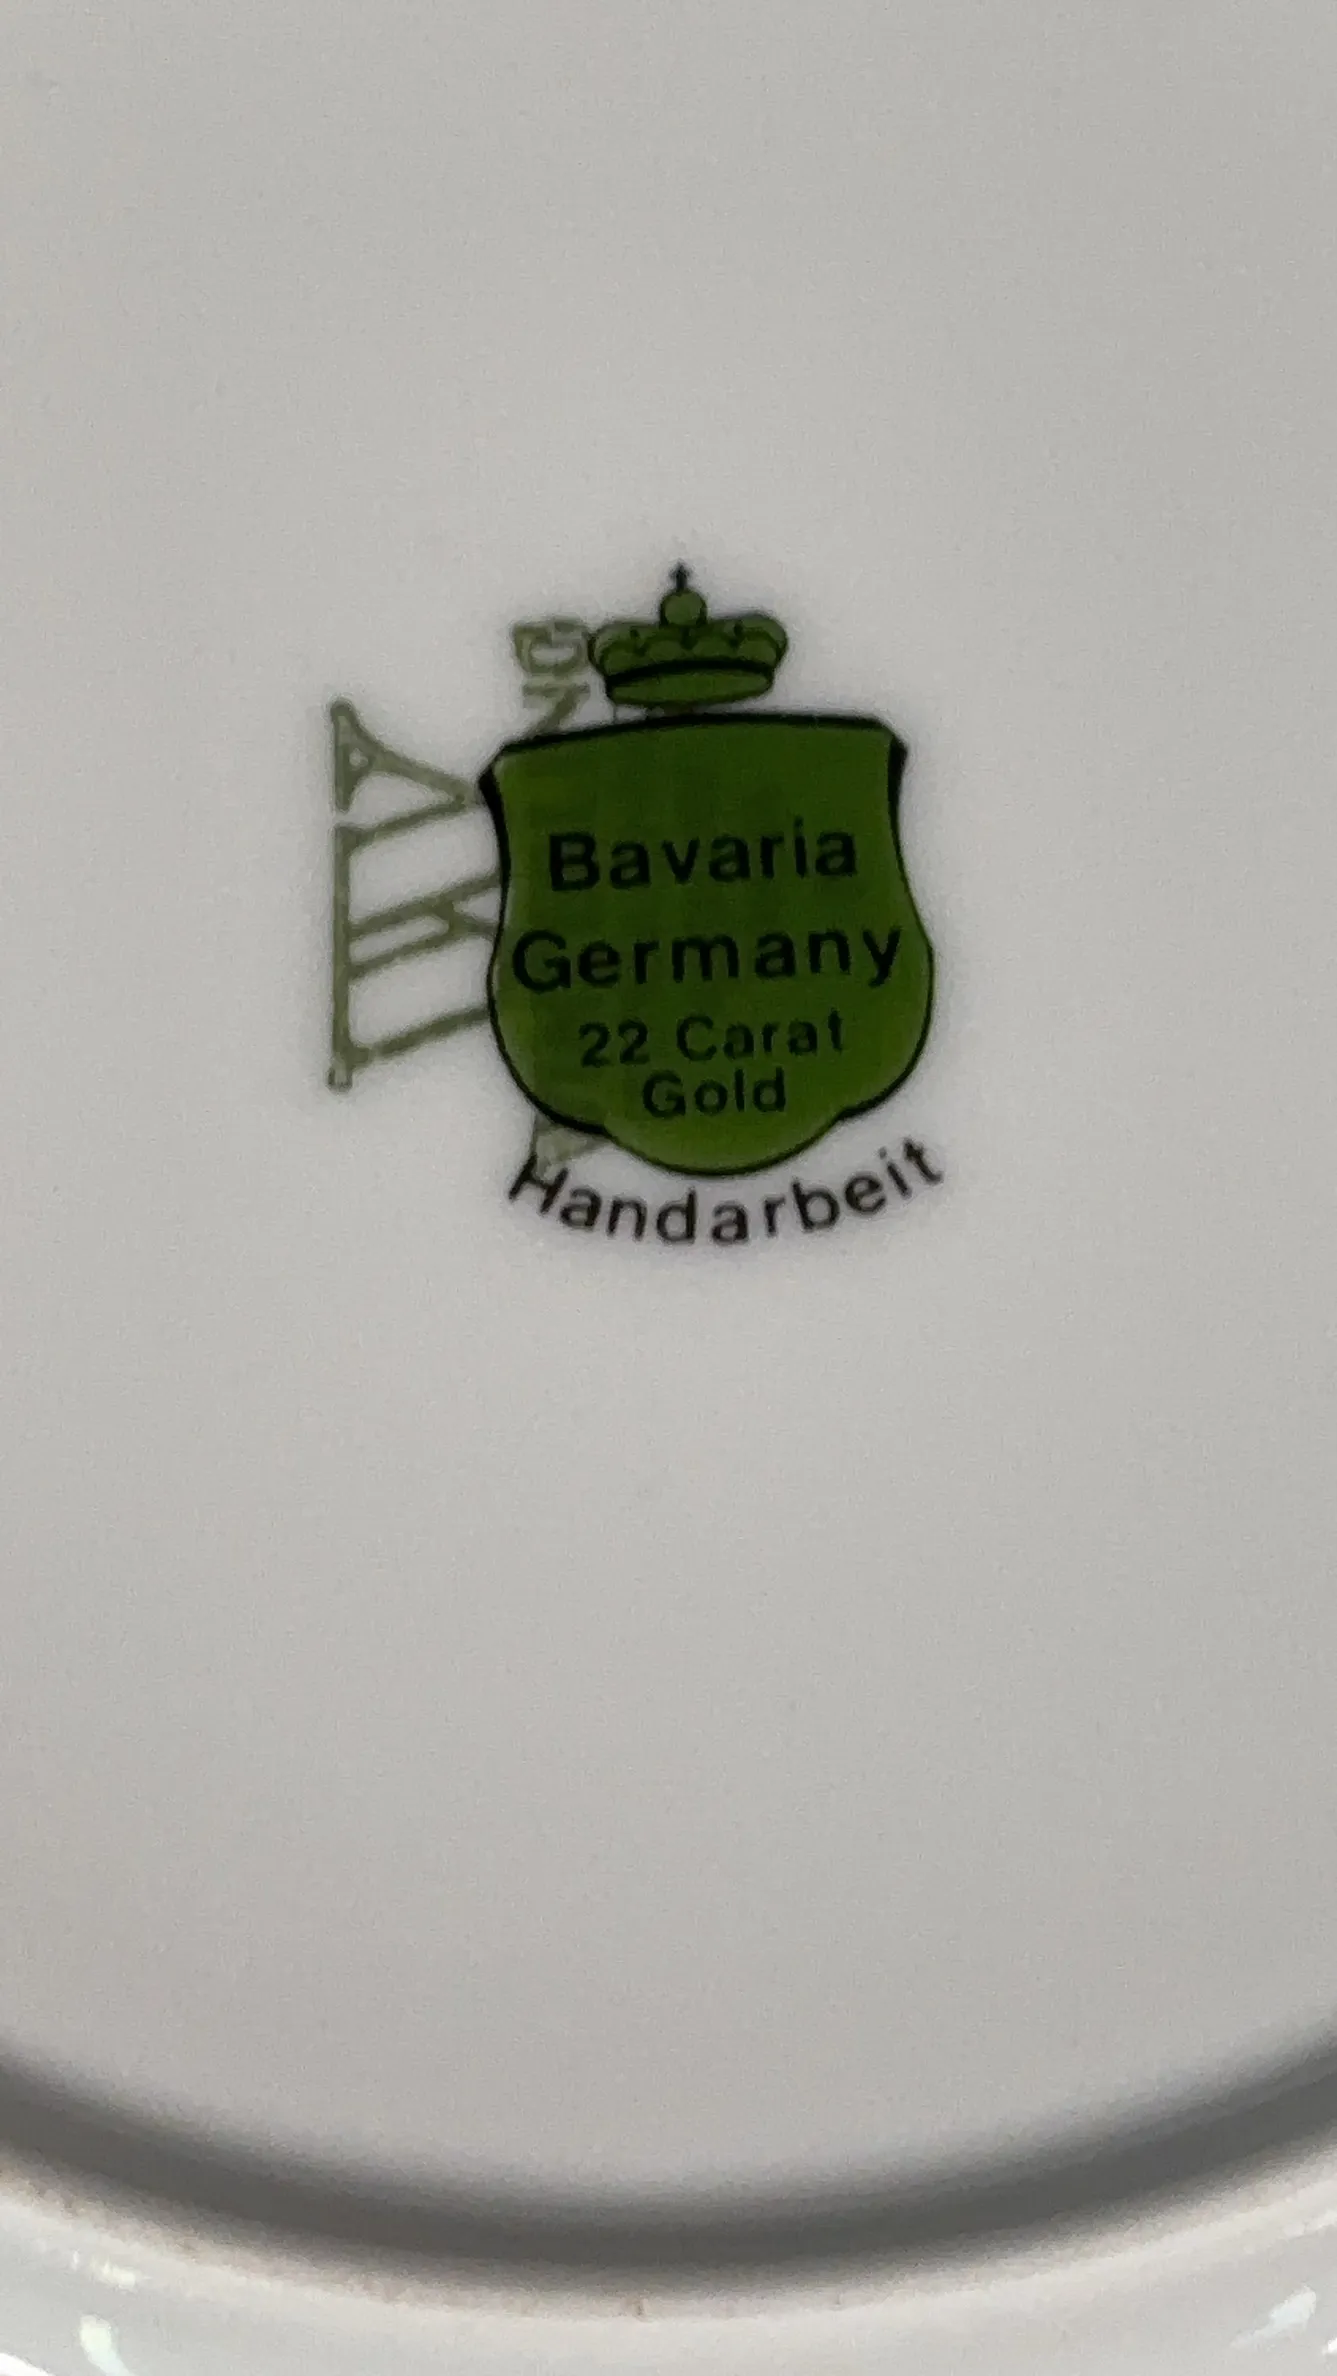 Bavaria
Germany
22 Carat
Gold
Handarbeit